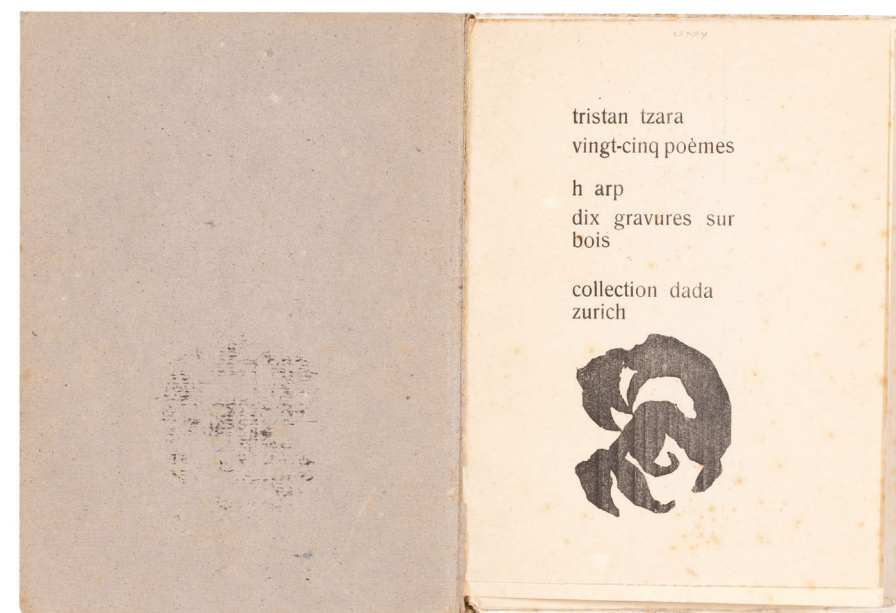 tristan tzara
vingt-cinq poèmes
h arp
dix gravures sur
bois
collection dada
zurich